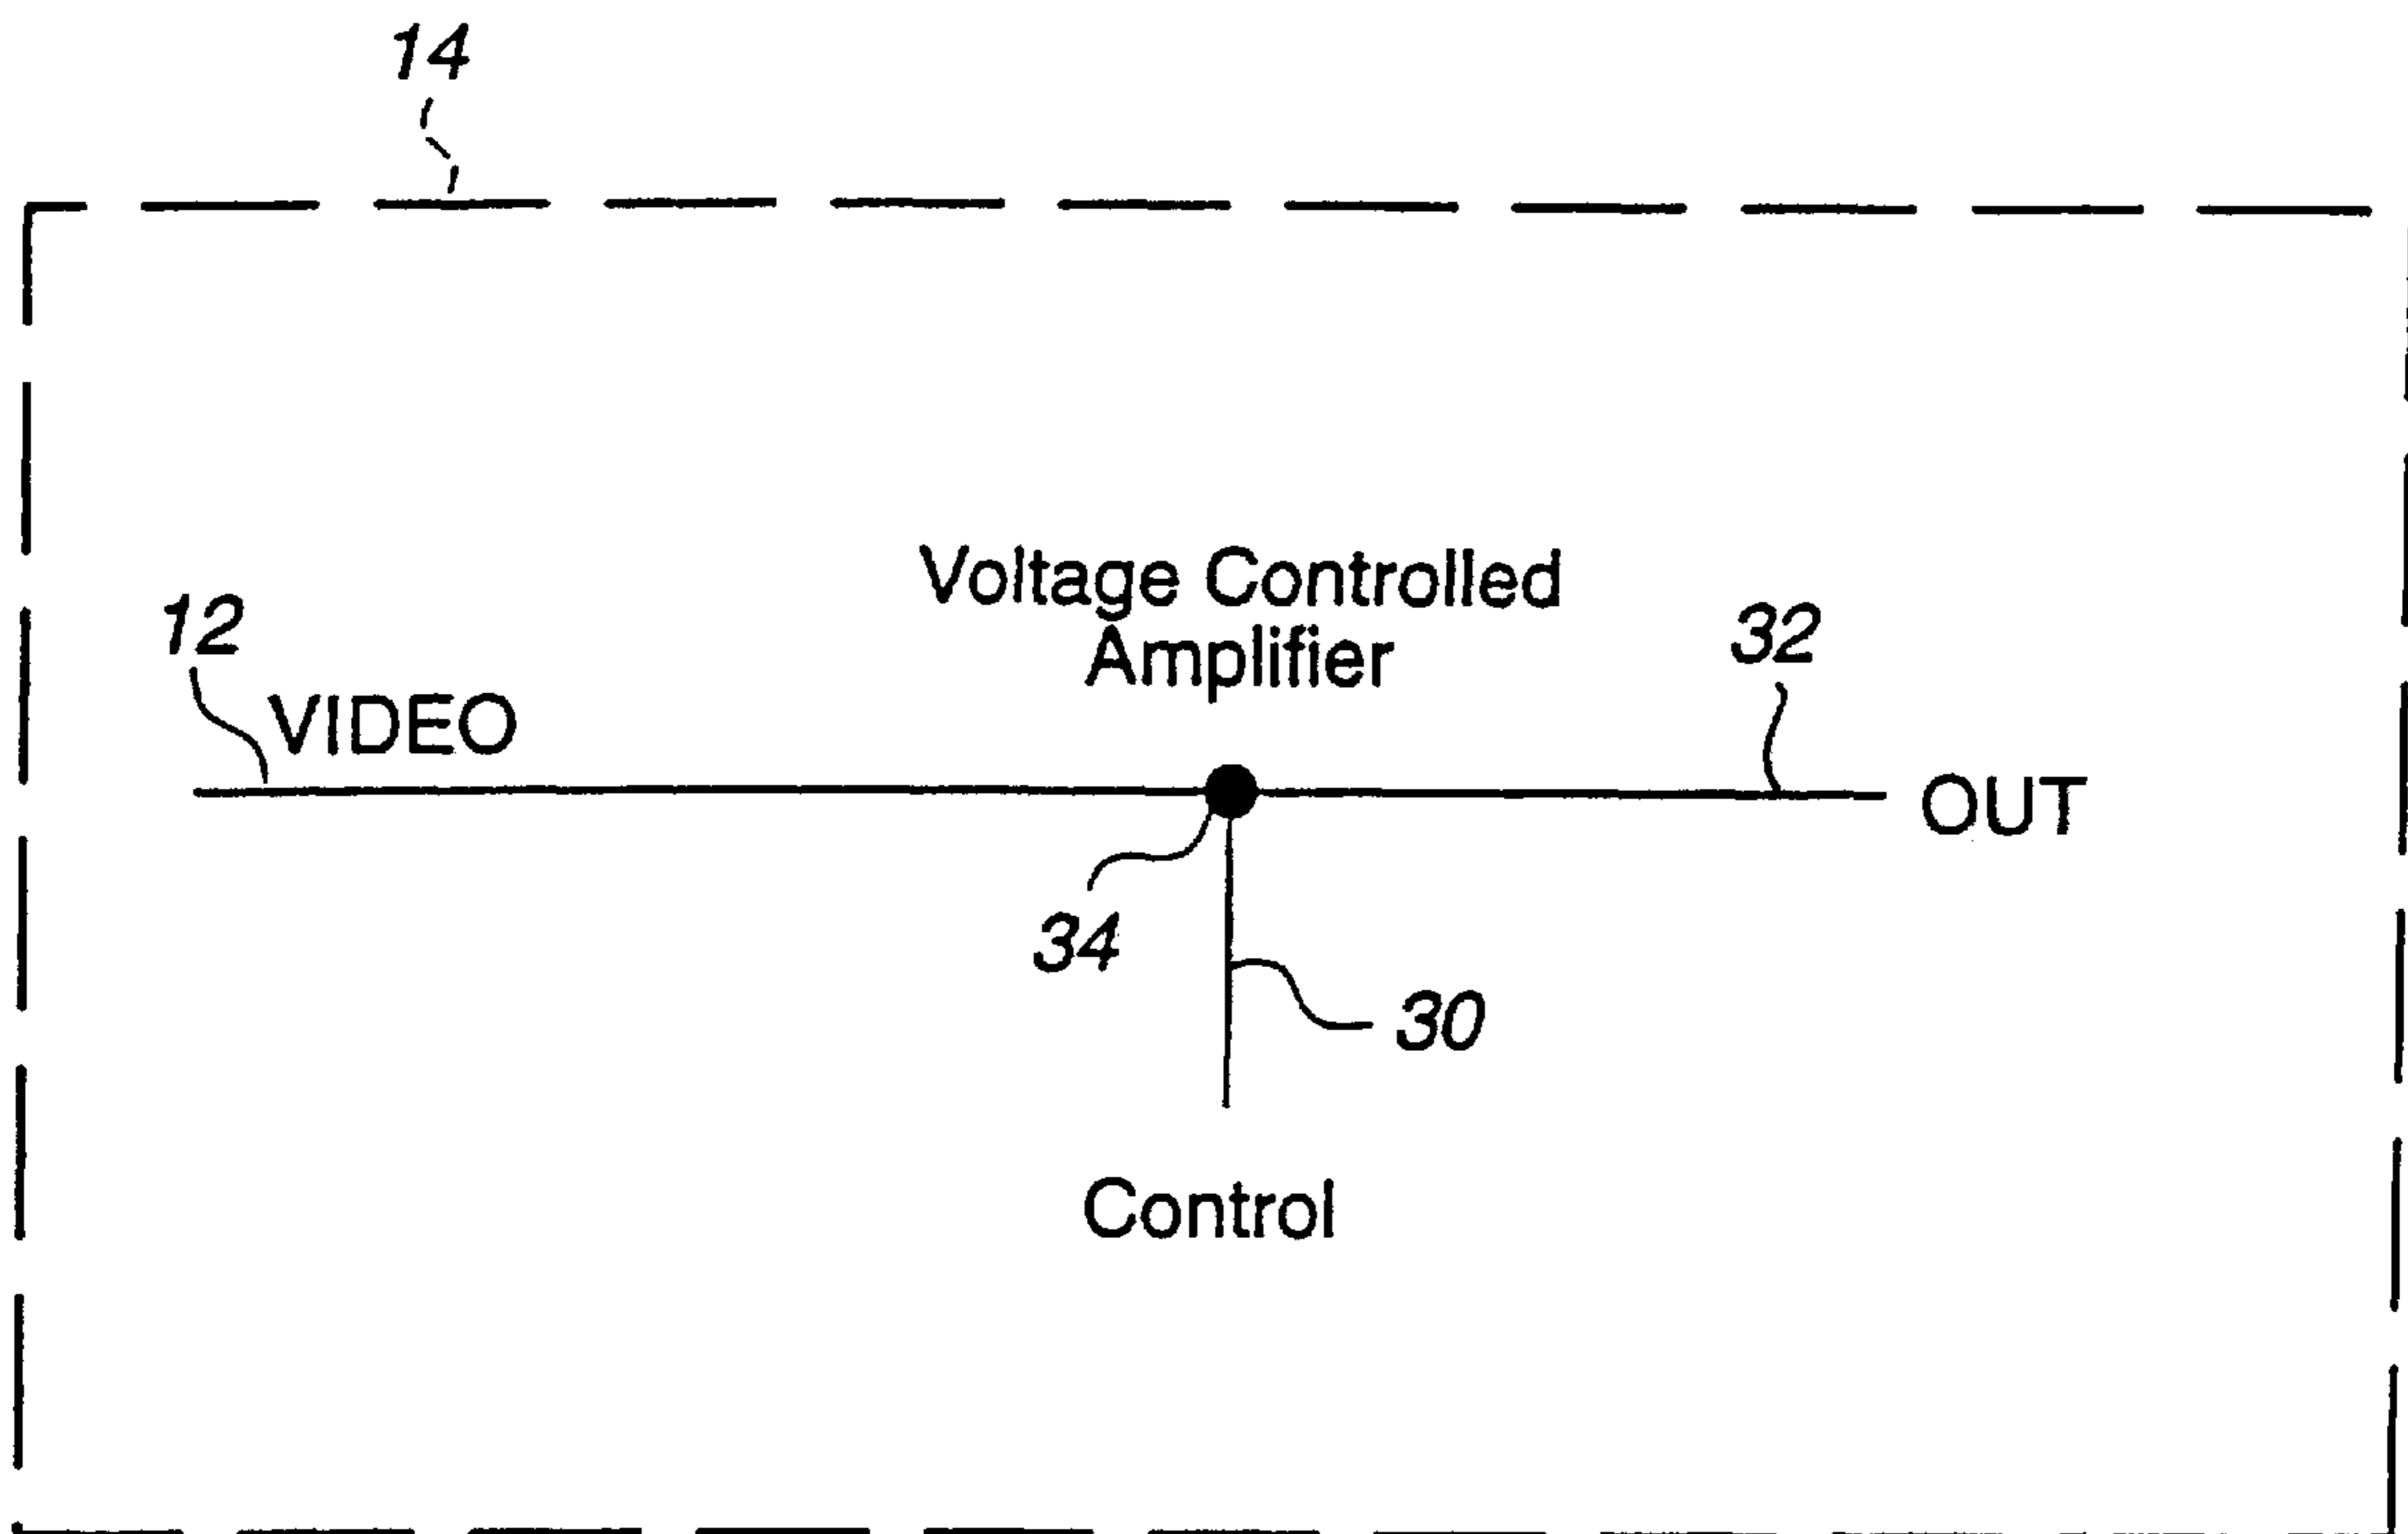 14
Voltage Controlled
Amplifier
12
32
VIDEO
OUT
34
30
Control